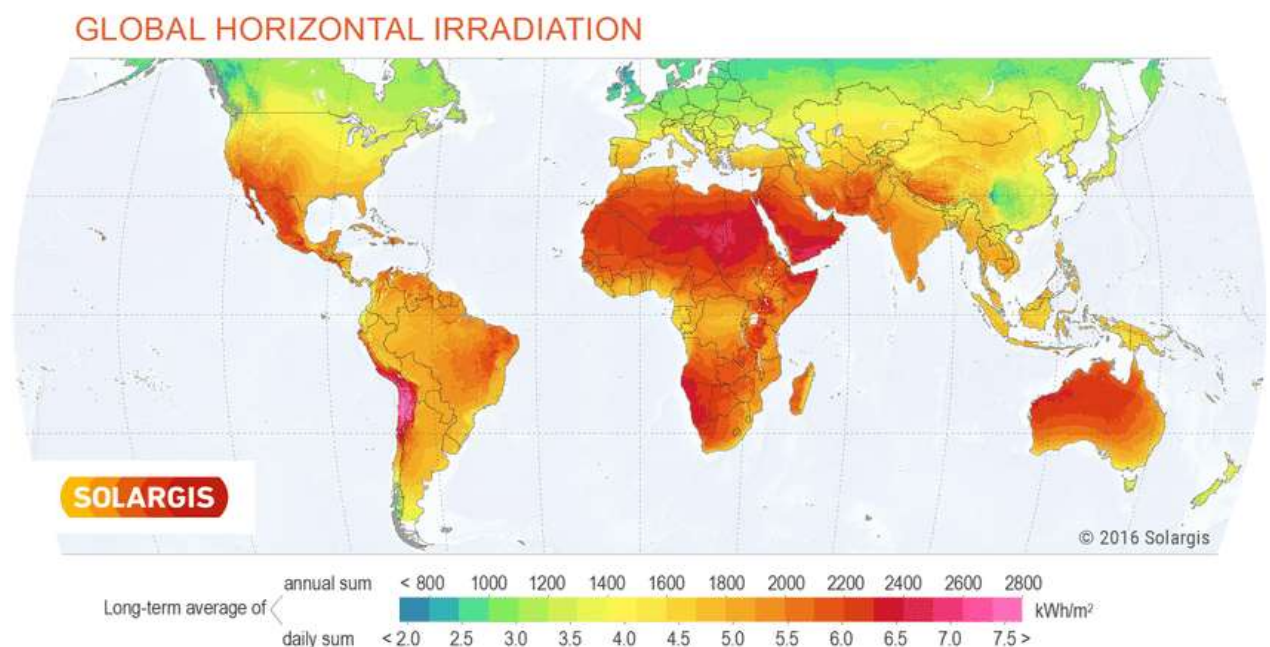 GLOBAL HORIZONTAL IRRADIATION
SOLARGIS
© 2016 Solargis
annual sum < 800 1000 1200 1400 1600 1800 2000 2200 2400 2600 2800
Long-term average of kWh/m²
daily sum < 2.0 2.5 3.0 3.5 4.0 4.5 5.0 5.5 6.0 6.5 7.0 7.5 >